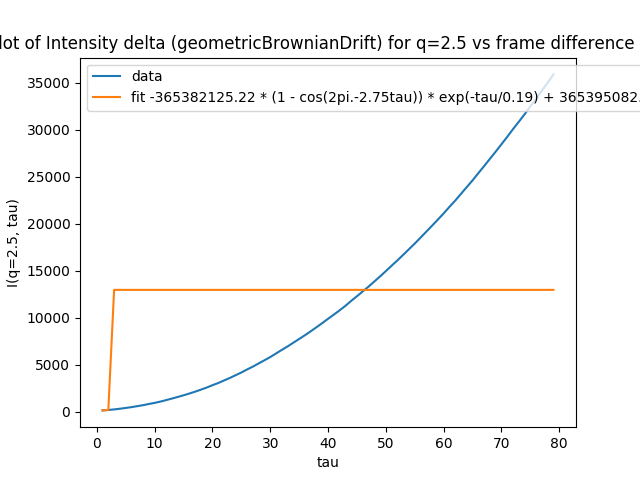 lot of Intensity delta (geometricBrownianDrift) for q=2.5 vs frame difference
data
fit -365382125.22 * (1 - cos(2pi.-2.75tau)) * exp(-tau/0.19) + 365395082.
I(q=2.5, tau)
35000
30000
25000
20000
15000
10000
5000
0
0 10 20 30 40 50 60 70 80
tau